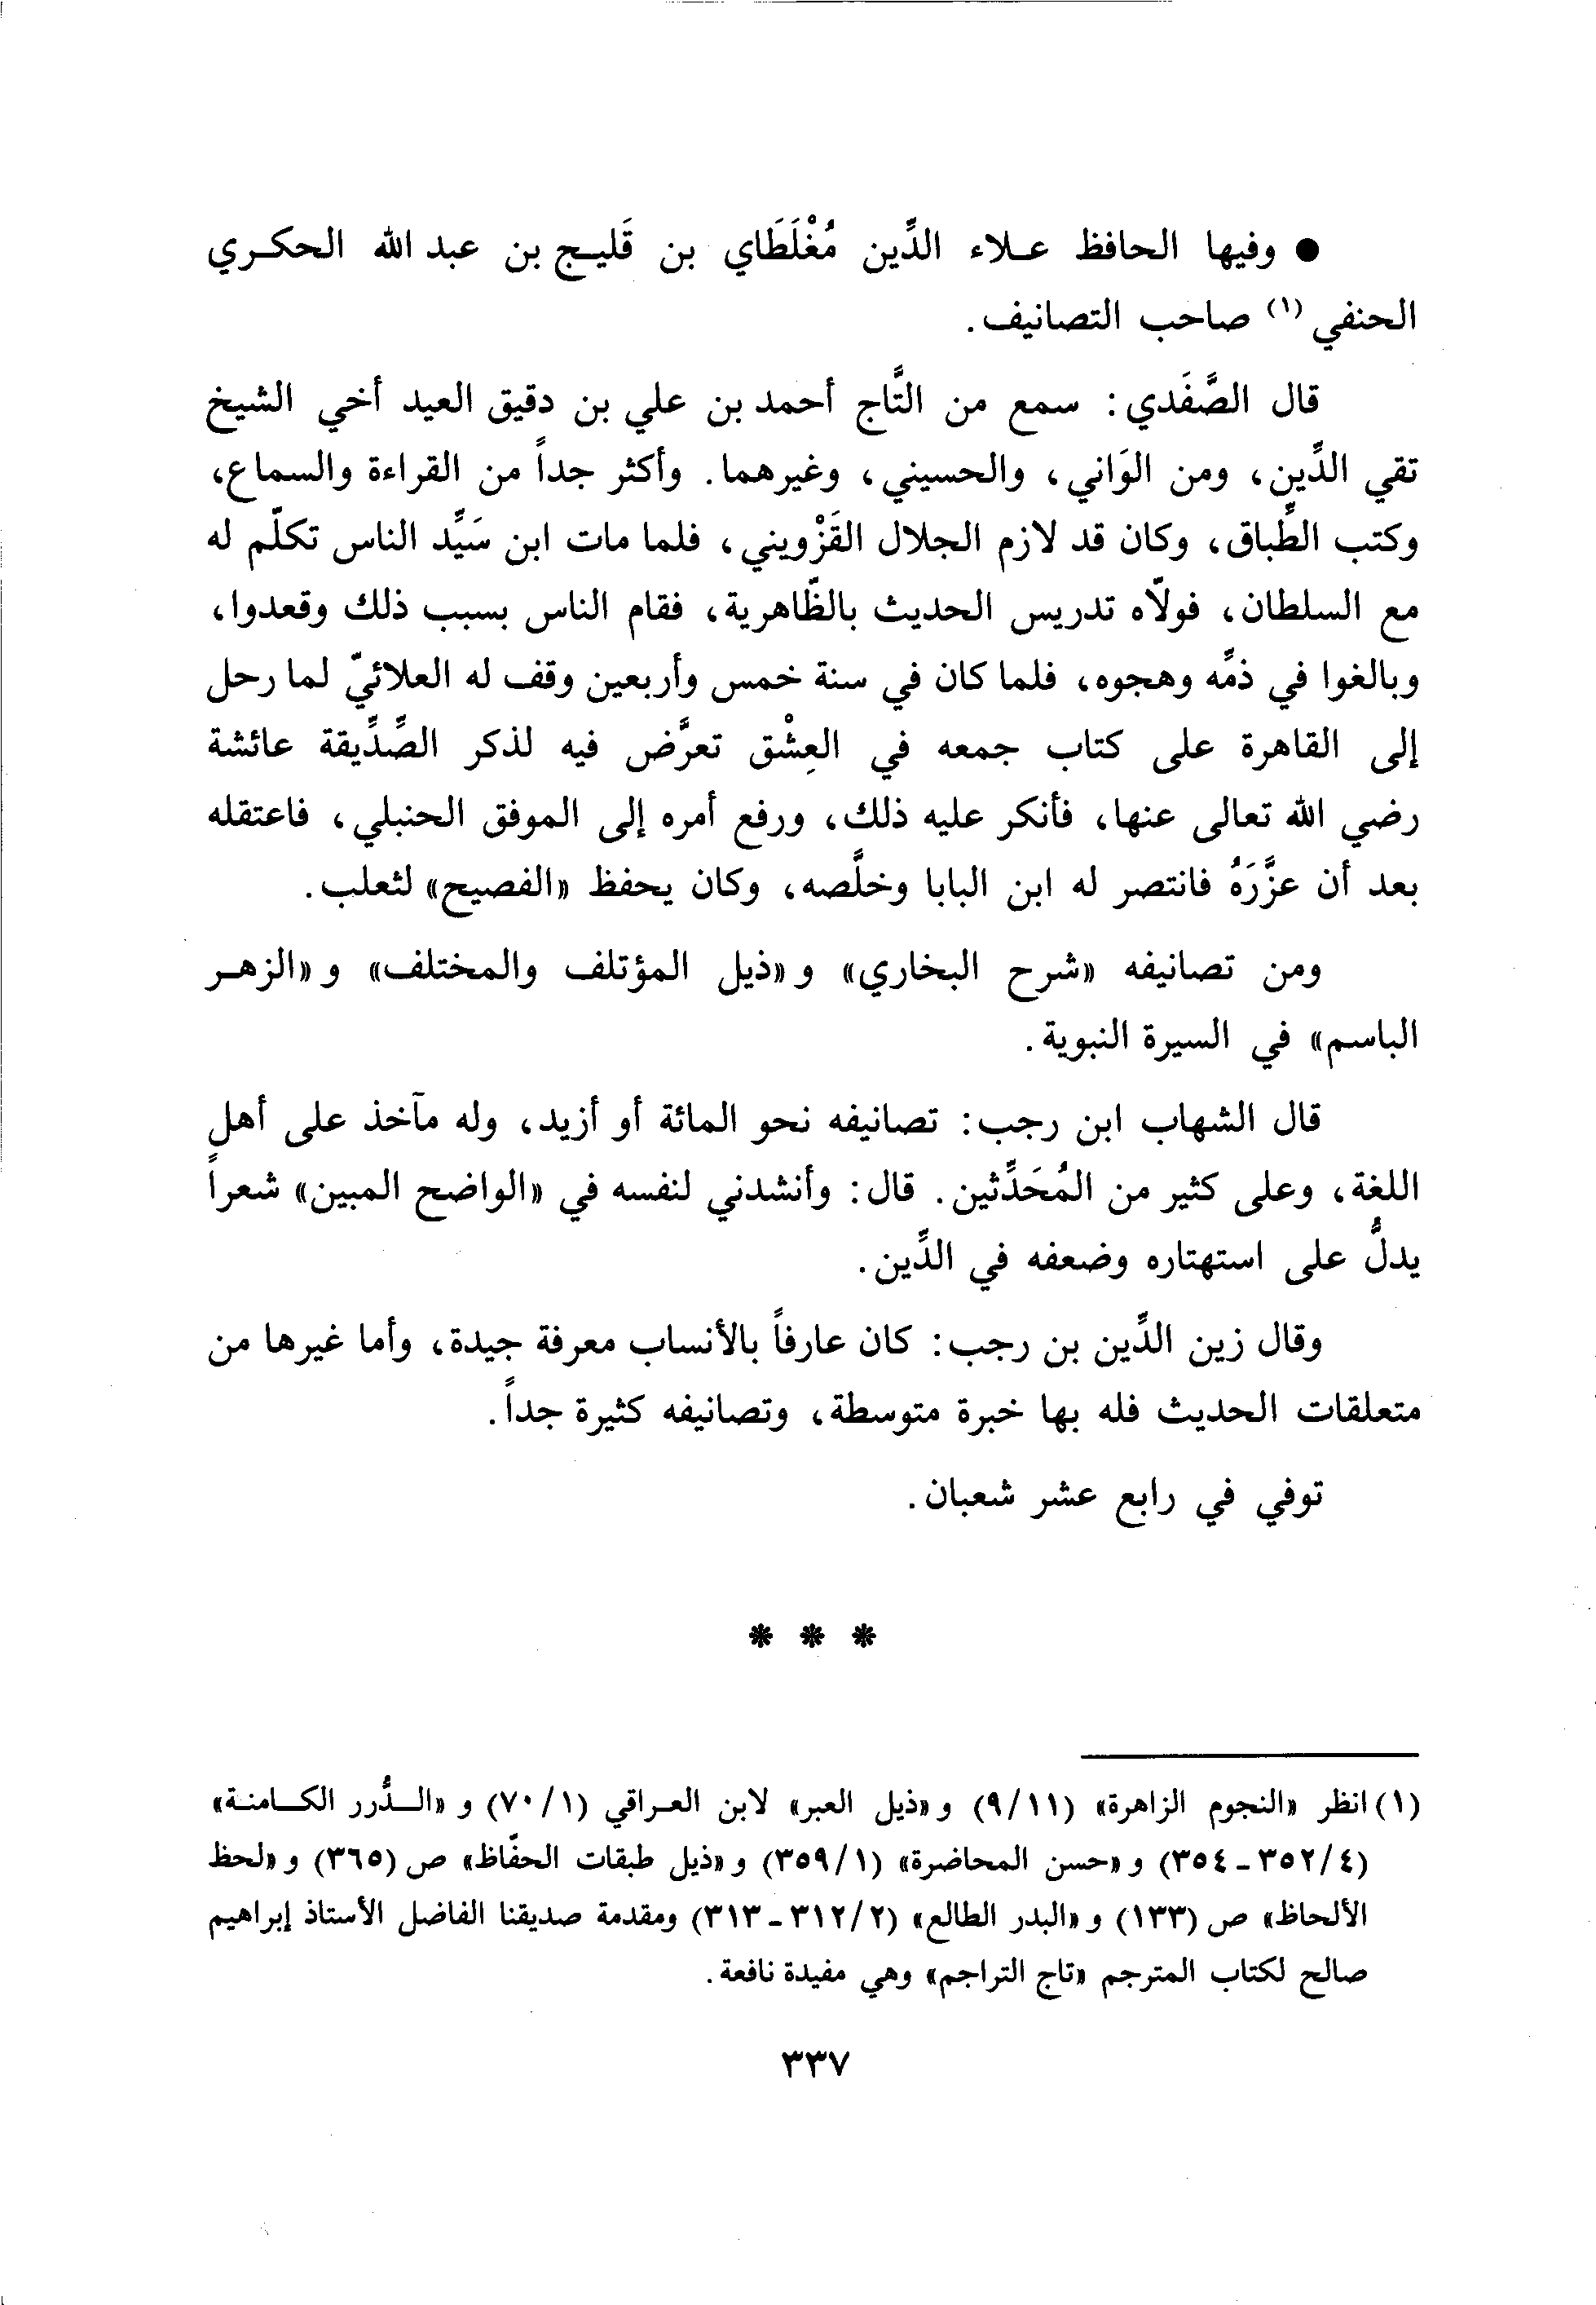 ● وفيها الحافظ عـلاء الدِّين مُغْلَطَاي بن قَليـج بن عبد الله الحكـري
الحنفي (١) صاحب التصانيف.
قال الصَّفَدي: سمع من التَّاج أحمد بن علي بن دقيق العيد أخي الشيخ
تقي الدِّين، ومن الوَاني، والحسيني، وغيرهما. وأكثر جداً من القراءة والسماع،
وكتب الطِّباق، وكان قد لازم الجلال القَزْويني، فلما مات ابن سَيِّد الناس تكلّم له
مع السلطان، فولّاه تدريس الحديث بالظّاهرية، فقام الناس بسبب ذلك وقعدوا،
وبالغوا في ذمِّه وهجوه، فلما كان في سنة خمس وأربعين وقف له العلائيّ لما رحل
إلى القاهرة على كتاب جمعه في العِشْق تعرَّض فيه لذكر الصِّدِّيقة عائشة
رضي الله تعالى عنها، فأنكر عليه ذلك، ورفع أمره إلى الموفق الحنبلي، فاعتقله
بعد أن عزَّرَهُ فانتصر له ابن البابا وخلَّصه، وكان يحفظ «الفصيح» لثعلب.
ومن تصانيفه «شرح البخاري» و «ذيل المؤتلف والمختلف» و «الزهـر
الباسم» في السيرة النبوية.
قال الشهاب ابن رجب: تصانيفه نحو المائة أو أزيد، وله مآخذ على أهل
اللغة، وعلى كثير من المُحَدِّثين. قال: وأنشدني لنفسه في «الواضح المبين» شعراً
يدلُّ على استهتاره وضعفه في الدِّين.
وقال زين الدِّين بن رجب: كان عارفاً بالأنساب معرفة جيدة، وأما غيرها من
متعلقات الحديث فله بها خبرة متوسطة، وتصانيفه كثيرة جداً.
توفي في رابع عشر شعبان.
* * *
(١) انظر «النجوم الزاهرة» (٩/١١) و «ذيل العبر» لابن العـراقي (٧٠/١) و «الـدُّرر الكـامنـة»
(٣٥٢/٤ ـ ٣٥٤) و «حسن المحاضرة» (٣٥٩/١) و «ذيل طبقات الحفّاظ» ص (٣٦٥) و «لحظ
الألحاظ» ص (١٣٣) و «البدر الطالع» (٣١٢/٢ ـ ٣١٣) ومقدمة صديقنا الفاضل الأستاذ إبراهيم
صالح لكتاب المترجم «تاج التراجم» وهي مفيدة نافعة.
٣٣٧